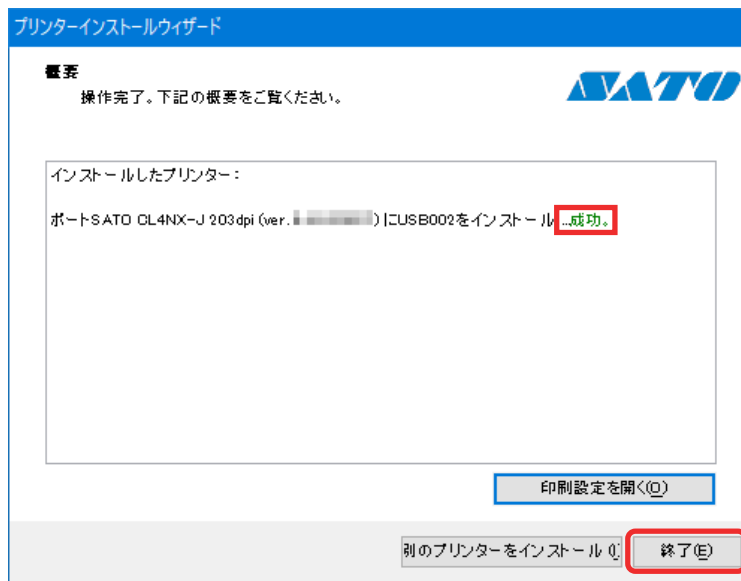 プリンターインストールウィザード
概要
操作完了。下記の概要をご覧ください。
SATO
インストールしたプリンター:
ポートSATO CL4NX-J 203dpi (ver. ) にUSB002をインストール ...成功。
印刷設定を開く(O)
別のプリンターをインストール (I
終了(E)